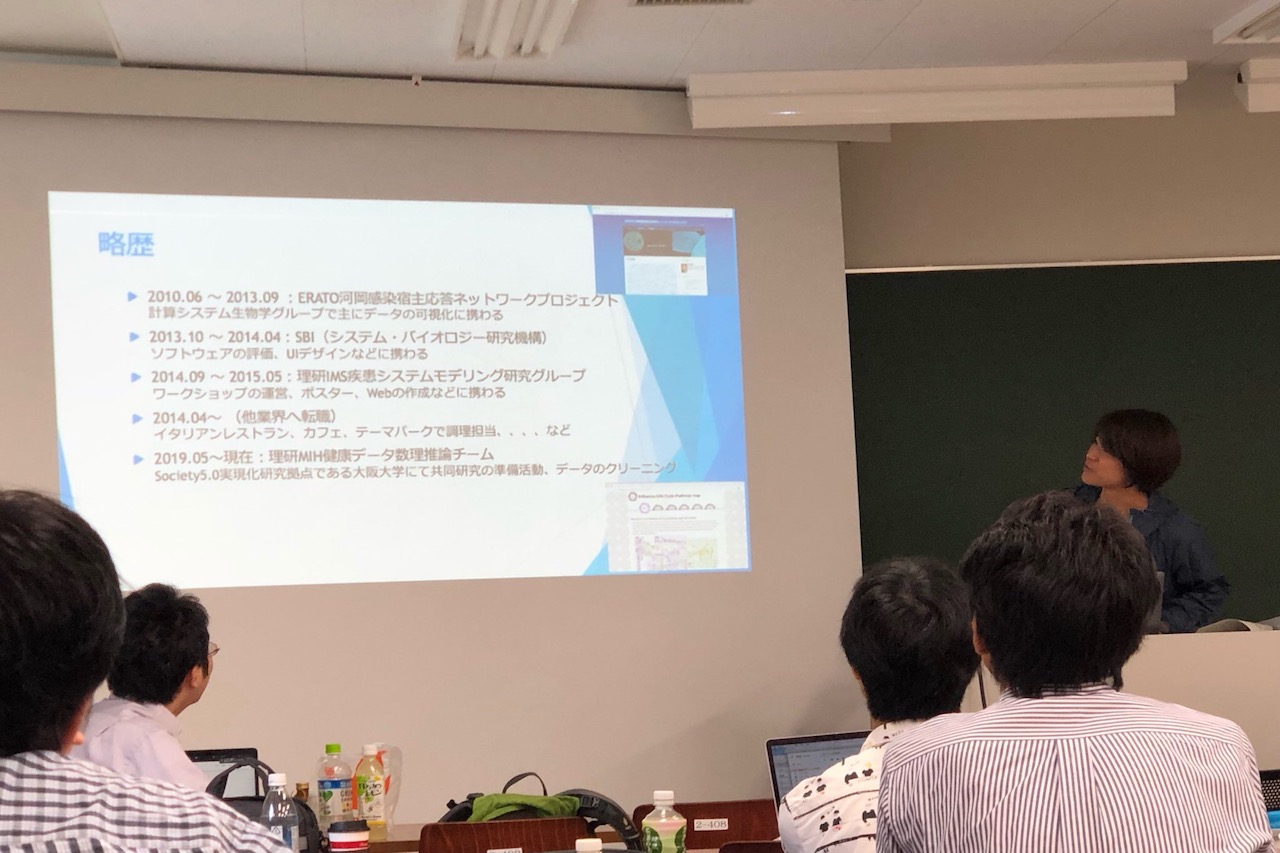 略歴
2010.06 ～ 2013.09 ：ERATO河岡感染宿主応答ネットワークプロジェクト
計算システム生物学グループで主にデータの可視化に携わる
2013.10 ～ 2014.04：SBI（システム・バイオロジー研究機構）
ソフトウェアの評価、UIデザインなどに携わる
2014.09 ～ 2015.05：理研IMS疾患システムモデリング研究グループ
ワークショップの運営、ポスター、Webの作成などに携わる
2014.04～ （他業界へ転職）
イタリアンレストラン、カフェ、テーマパークで調理担当、、、、など
2019.05～現在：理研MIH健康データ数理推論チーム
Society5.0実現化研究拠点である大阪大学にて共同研究の準備活動、データのクリーニング
2-408